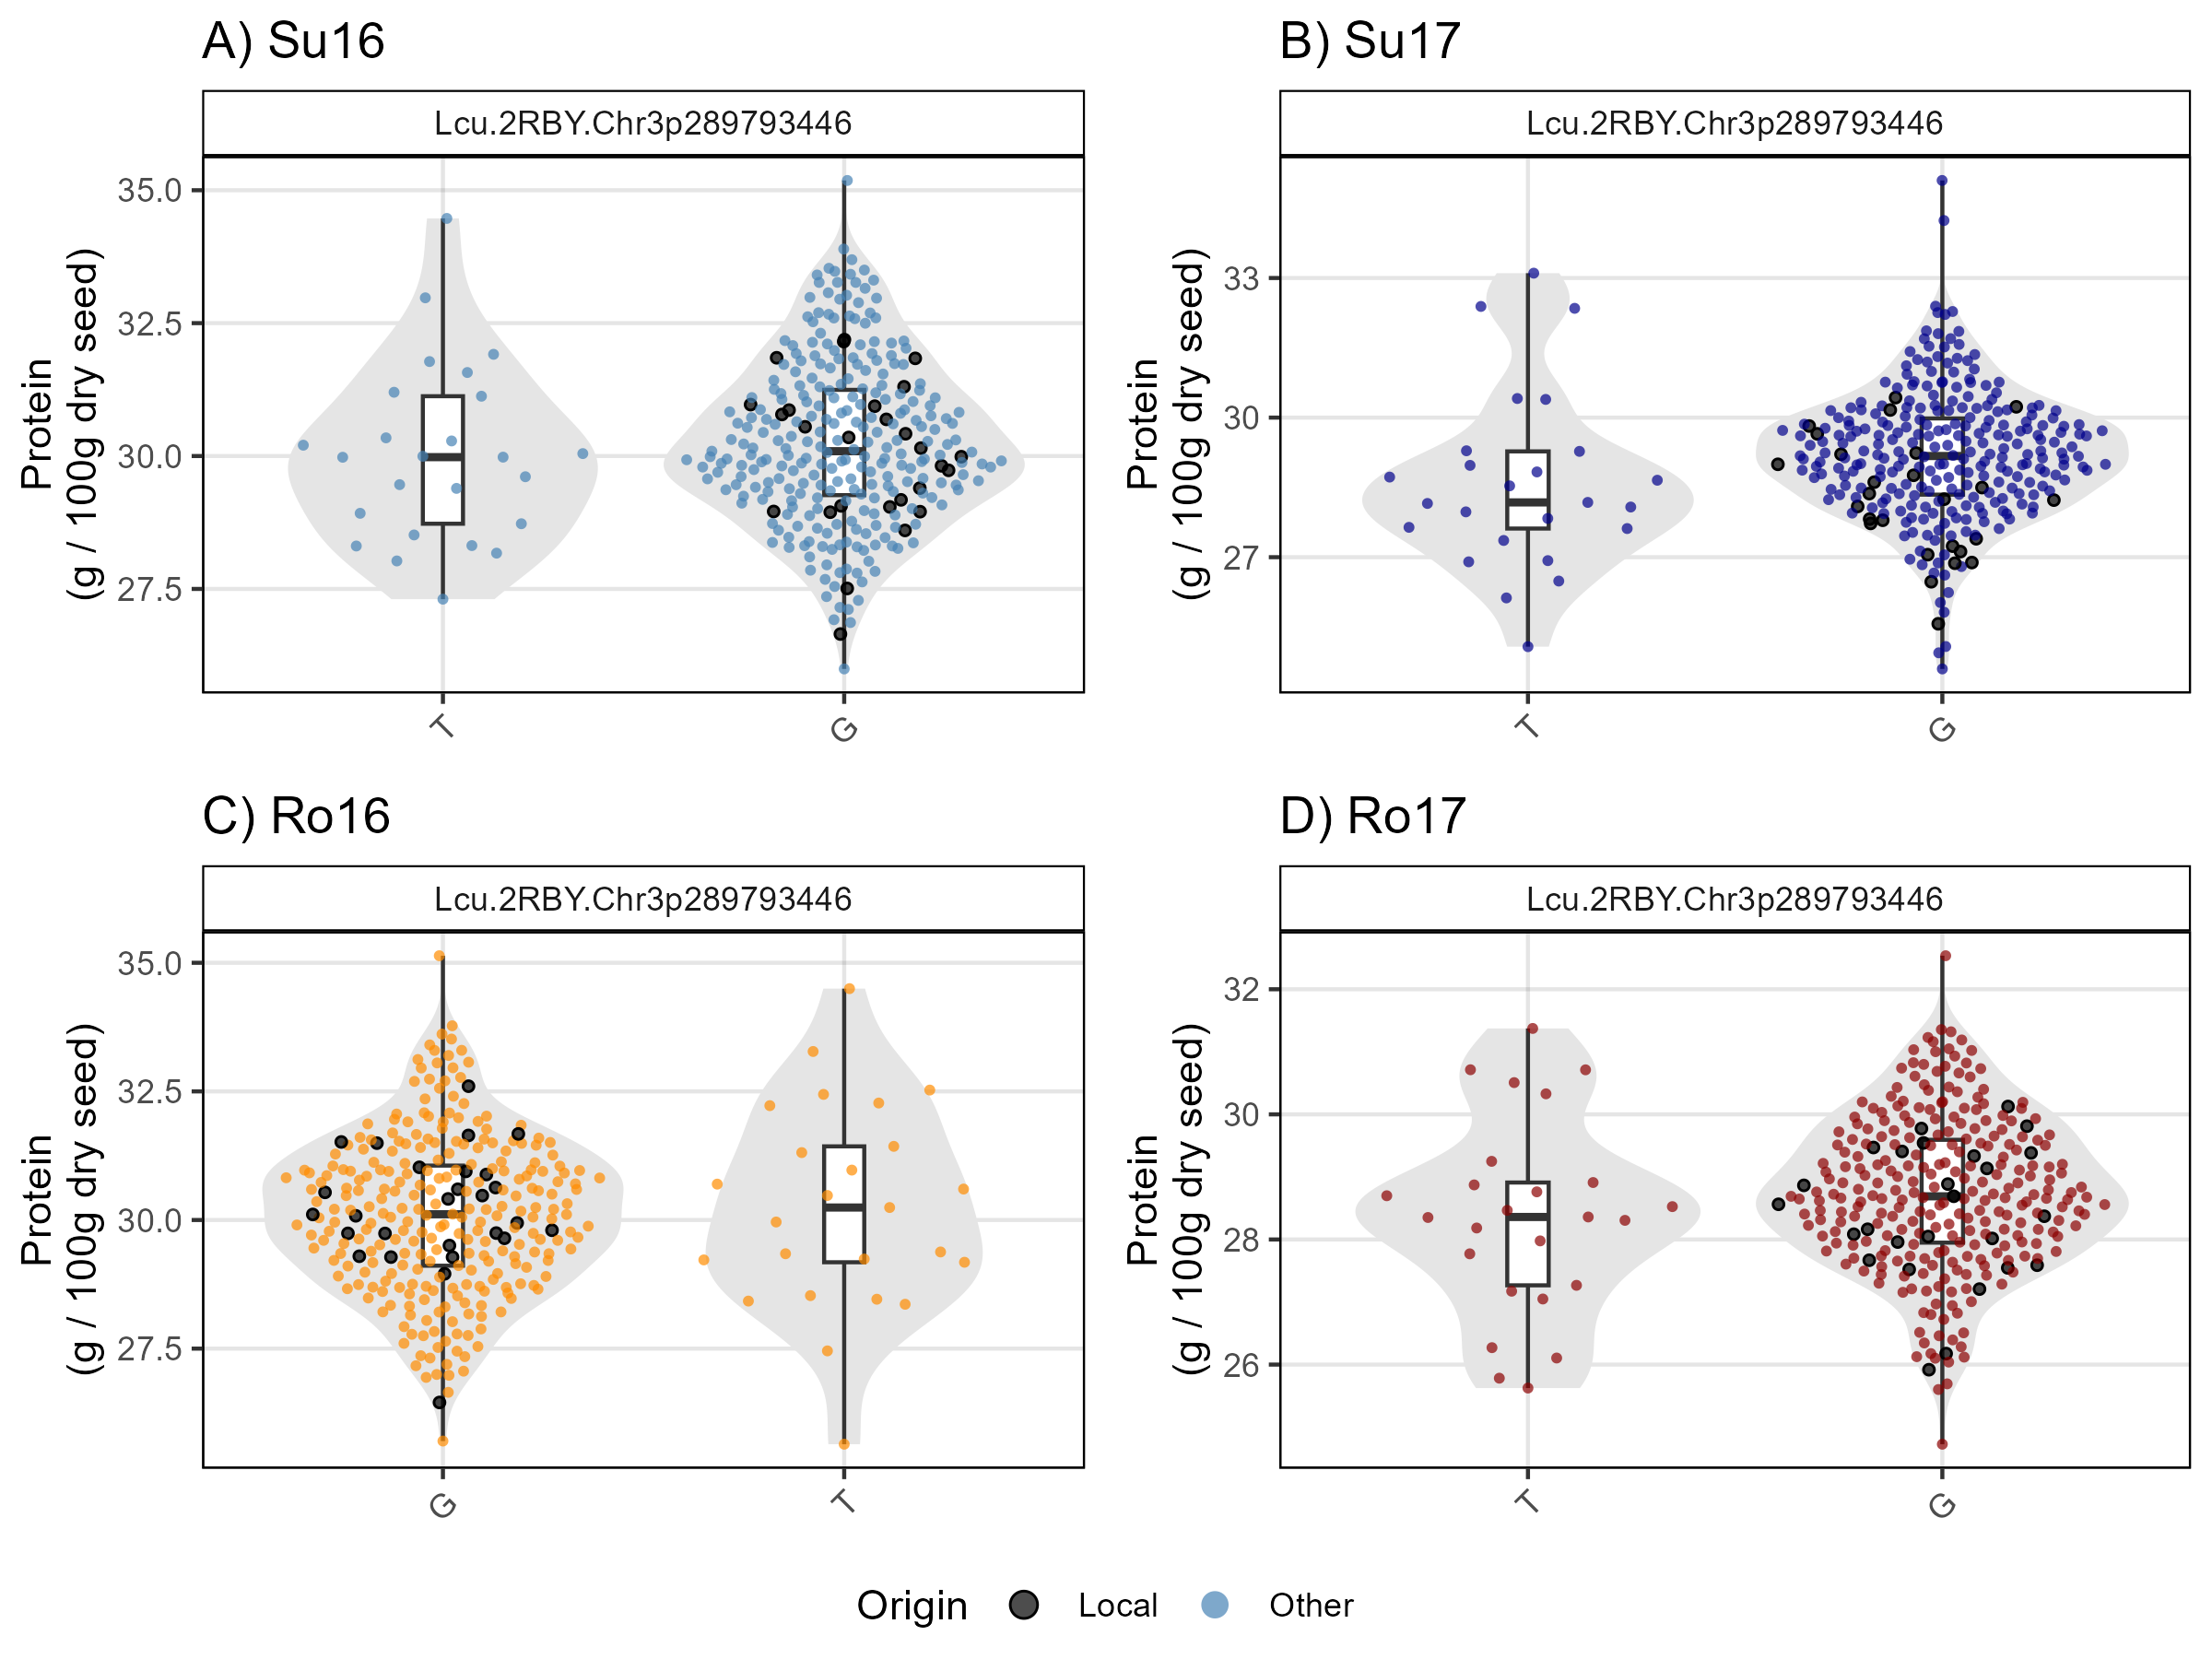 A) Su16
Lcu.2RBY.Chr3p289793446
Protein
(g / 100g dry seed)
35.0
32.5
30.0
27.5
T
G
B) Su17
Lcu.2RBY.Chr3p289793446
Protein
(g / 100g dry seed)
33
30
27
T
G
C) Ro16
Lcu.2RBY.Chr3p289793446
Protein
(g / 100g dry seed)
35.0
32.5
30.0
27.5
G
T
D) Ro17
Lcu.2RBY.Chr3p289793446
Protein
(g / 100g dry seed)
32
30
28
26
T
G
Origin Local Other